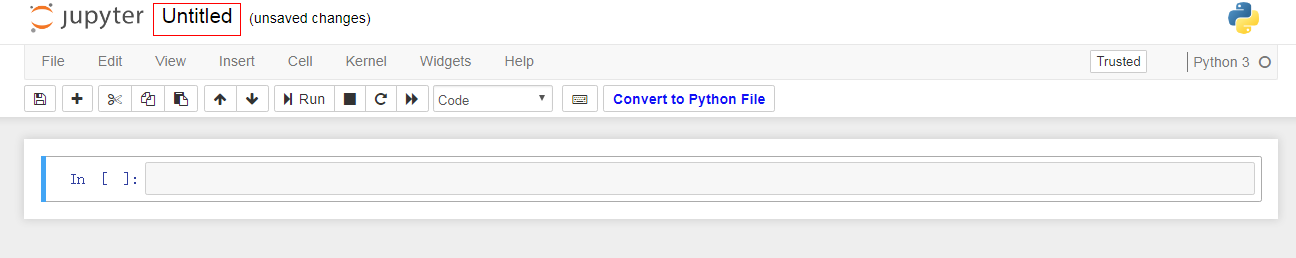 jupyter Untitled (unsaved changes)
File Edit View Insert Cell Kernel Widgets Help Trusted Python 3
Run Code Convert to Python File
In [ ]: